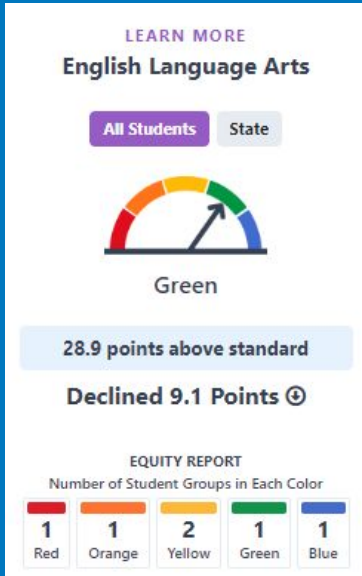 LEARN MORE
English Language Arts
All Students State
Green
28.9 points above standard
Declined 9.1 Points
EQUITY REPORT
Number of Student Groups in Each Color
1 1 2 1 1
Red Orange Yellow Green Blue